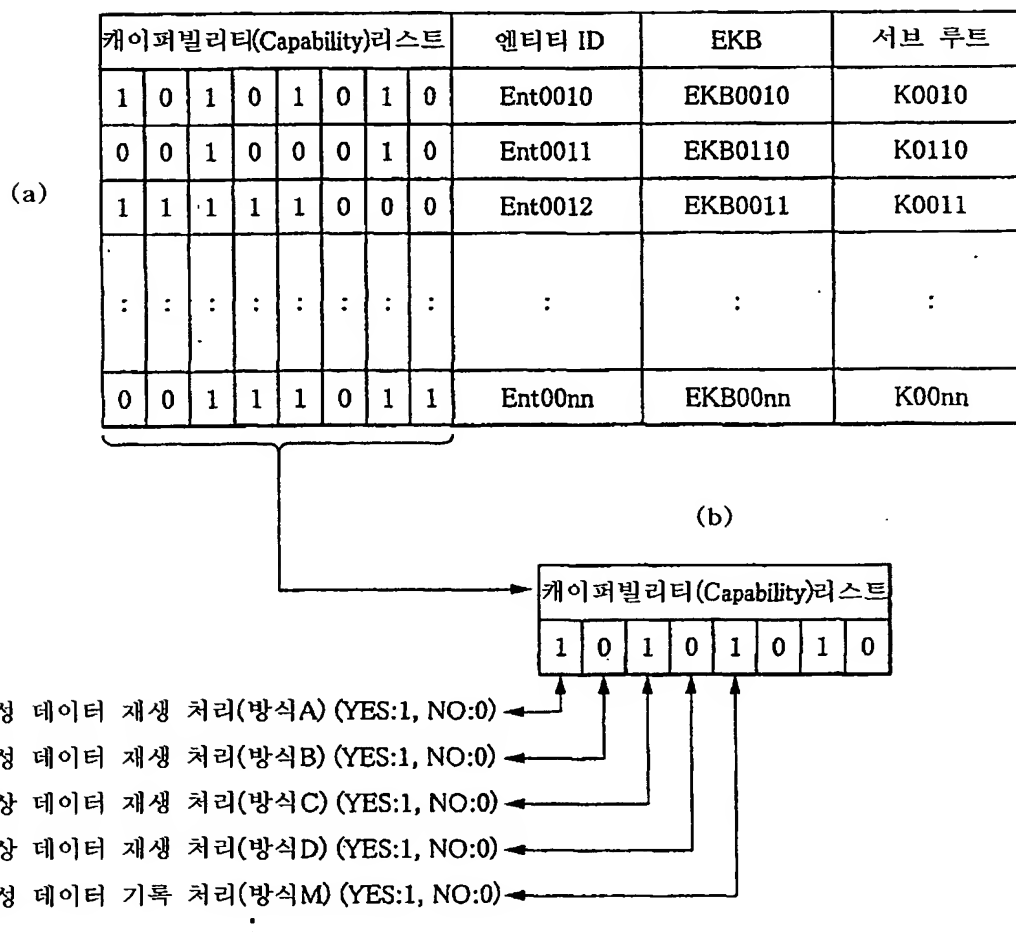 캐이퍼빌리티(Capability)리스트 엔티티 ID EKB 서브 루트
1 0 1 0 1 0 1 0 Ent0010 EKB0010 K0010
0 0 1 0 0 0 1 0 Ent0011 EKB0110 K0110
(a)
1 1 1 1 1 0 0 0 Ent0012 EKB0011 K0011
: : : : : : : : : : :
0 0 1 1 1 0 1 1 Ent00nn EKB00nn K00nn
(b)
캐이퍼빌리티(Capability)리스트
1 0 1 0 1 0 1 0
성 데이터 재생 처리(방식A) (YES:1, NO:0)
성 데이터 재생 처리(방식B) (YES:1, NO:0)
상 데이터 재생 처리(방식C) (YES:1, NO:0)
상 데이터 재생 처리(방식D) (YES:1, NO:0)
성 데이터 기록 처리(방식M) (YES:1, NO:0)